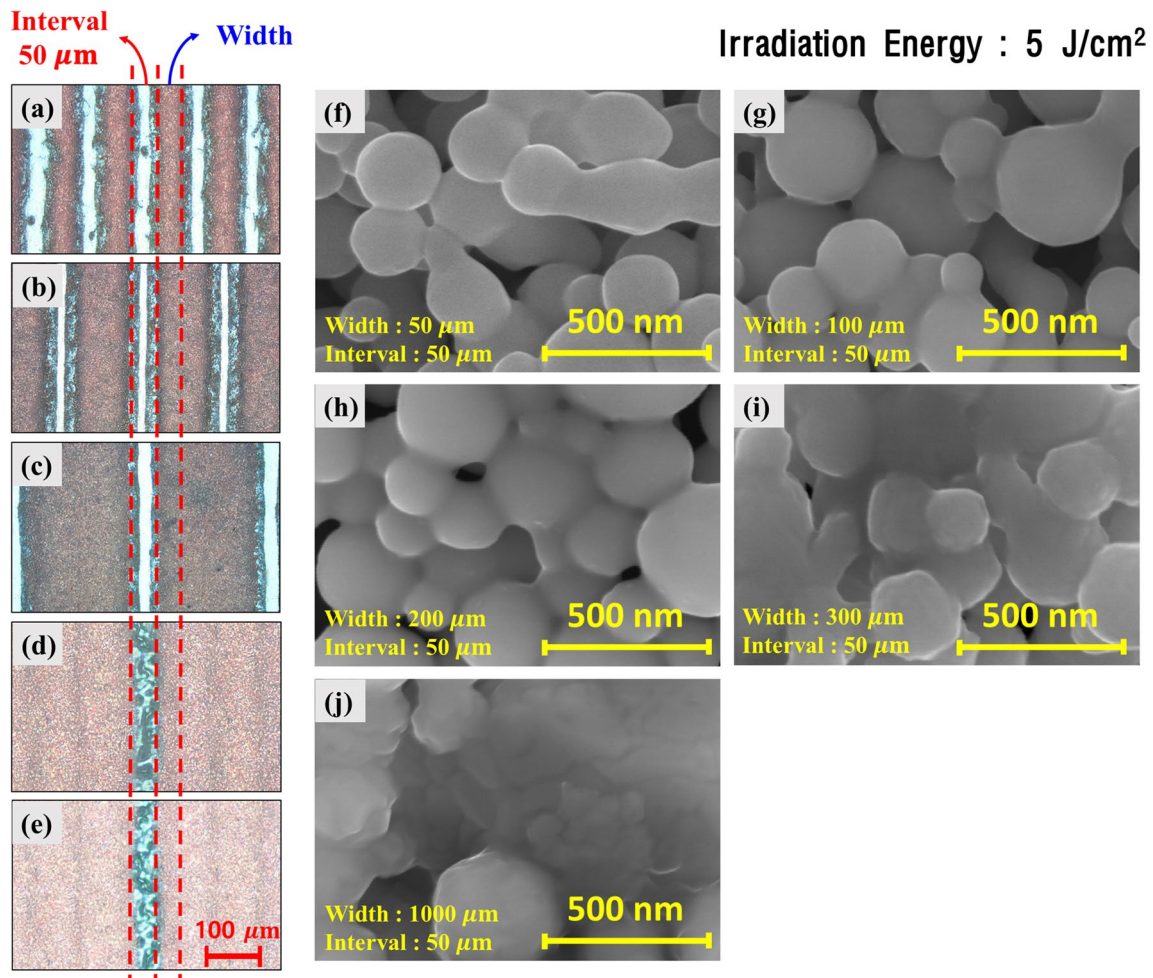 Interval
50 μm
Width
Irradiation Energy : 5 J/cm²
(a)
(b)
(c)
(d)
(e)
100 μm
(f)
Width : 50 μm
Interval : 50 μm
500 nm
(g)
Width : 100 μm
Interval : 50 μm
500 nm
(h)
Width : 200 μm
Interval : 50 μm
500 nm
(i)
Width : 300 μm
Interval : 50 μm
500 nm
(j)
Width : 1000 μm
Interval : 50 μm
500 nm